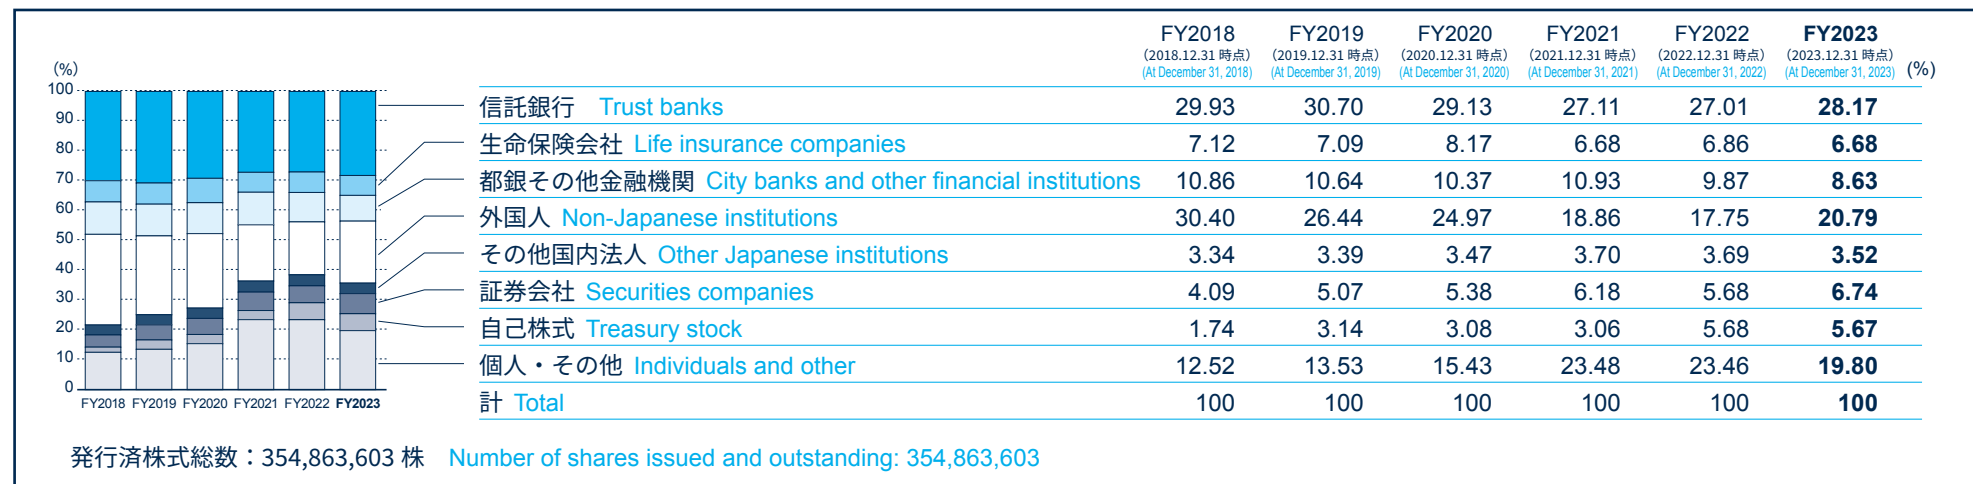 FY2018 FY2019 FY2020 FY2021 FY2022 FY2023
（2018.12.31 時点） （2019.12.31 時点） （2020.12.31 時点） （2021.12.31 時点） （2022.12.31 時点） （2023.12.31 時点）
(At December 31, 2018) (At December 31, 2019) (At December 31, 2020) (At December 31, 2021) (At December 31, 2022) (At December 31, 2023) (%)
（%）
100
90
80
70
60
50
40
30
20
10
0
FY2018 FY2019 FY2020 FY2021 FY2022 FY2023
信託銀行 Trust banks 29.93 30.70 29.13 27.11 27.01 28.17
生命保険会社 Life insurance companies 7.12 7.09 8.17 6.68 6.86 6.68
都銀その他金融機関 City banks and other financial institutions 10.86 10.64 10.37 10.93 9.87 8.63
外国人 Non-Japanese institutions 30.40 26.44 24.97 18.86 17.75 20.79
その他国内法人 Other Japanese institutions 3.34 3.39 3.47 3.70 3.69 3.52
証券会社 Securities companies 4.09 5.07 5.38 6.18 5.68 6.74
自己株式 Treasury stock 1.74 3.14 3.08 3.06 5.68 5.67
個人・その他 Individuals and other 12.52 13.53 15.43 23.48 23.46 19.80
計 Total 100 100 100 100 100 100
発行済株式総数：354,863,603 株 Number of shares issued and outstanding: 354,863,603